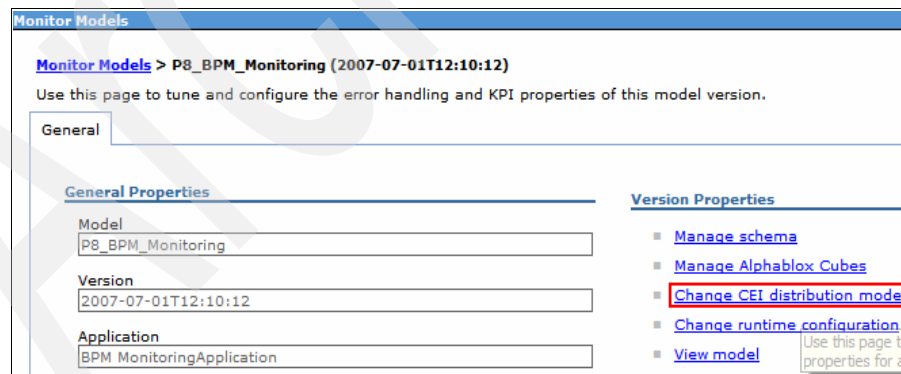 Monitor Models
Monitor Models > P8_BPM_Monitoring (2007-07-01T12:10:12)
Use this page to tune and configure the error handling and KPI properties of this model version.
General
General Properties
Model
P8_BPM_Monitoring
Version
2007-07-01T12:10:12
Application
BPM MonitoringApplication
Version Properties
Manage schema
Manage Alphablox Cubes
Change CEI distribution mode
Change runtime configuration
View model
Use this page t
properties for a